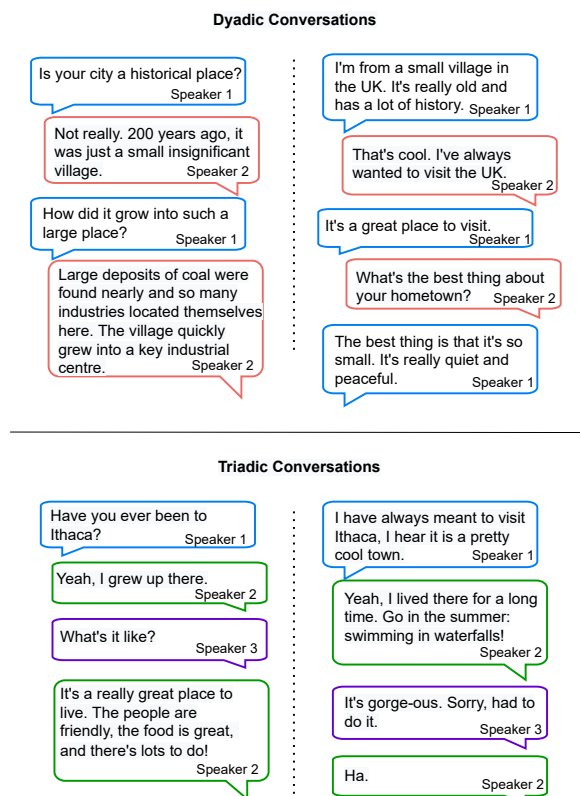 Dyadic Conversations
Is your city a historical place?
Speaker 1
Not really. 200 years ago, it
was just a small insignificant
village.
Speaker 2
How did it grow into such a
large place?
Speaker 1
Large deposits of coal were
found nearly and so many
industries located themselves
here. The village quickly
grew into a key industrial
centre.
Speaker 2
I'm from a small village in
the UK. It's really old and
has a lot of history.
Speaker 1
That's cool. I've always
wanted to visit the UK.
Speaker 2
It's a great place to visit.
Speaker 1
What's the best thing about
your hometown?
Speaker 2
The best thing is that it's so
small. It's really quiet and
peaceful.
Speaker 1
Triadic Conversations
Have you ever been to
Ithaca?
Speaker 1
Yeah, I grew up there.
Speaker 2
What's it like?
Speaker 3
It's a really great place to
live. The people are
friendly, the food is great,
and there's lots to do!
Speaker 2
I have always meant to visit
Ithaca, I hear it is a pretty
cool town.
Speaker 1
Yeah, I lived there for a long
time. Go in the summer:
swimming in waterfalls!
Speaker 2
It's gorge-ous. Sorry, had to
do it.
Speaker 3
Ha.
Speaker 2